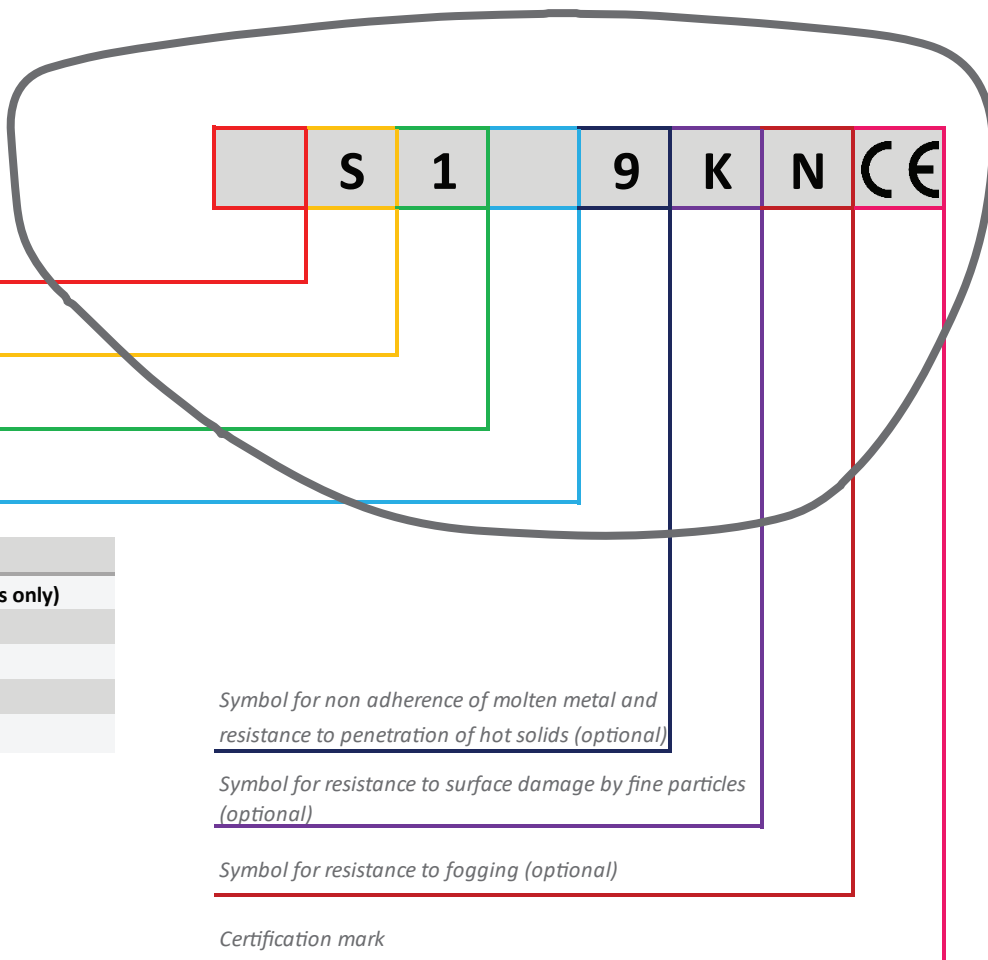 S 1 9 K N CE
s only)
Symbol for non adherence of molten metal and
resistance to penetration of hot solids (optional)
Symbol for resistance to surface damage by fine particles
(optional)
Symbol for resistance to fogging (optional)
Certification mark